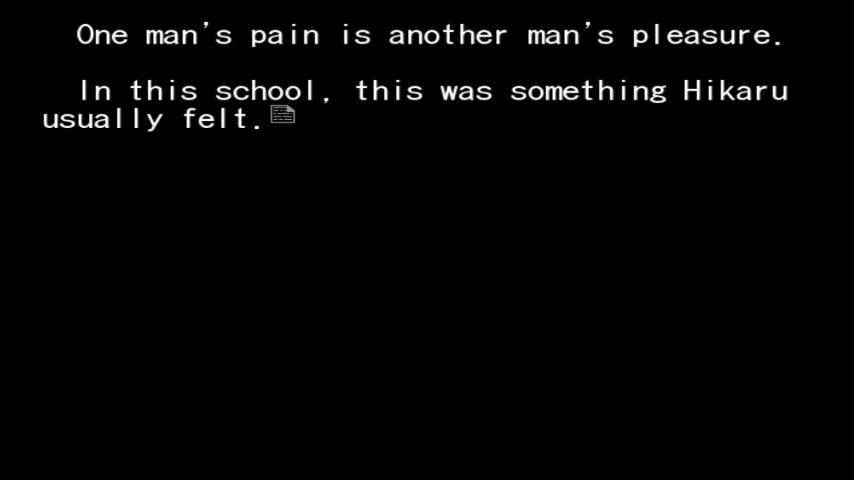 One man's pain is another man's pleasure.
In this school, this was something Hikaru
usually felt.